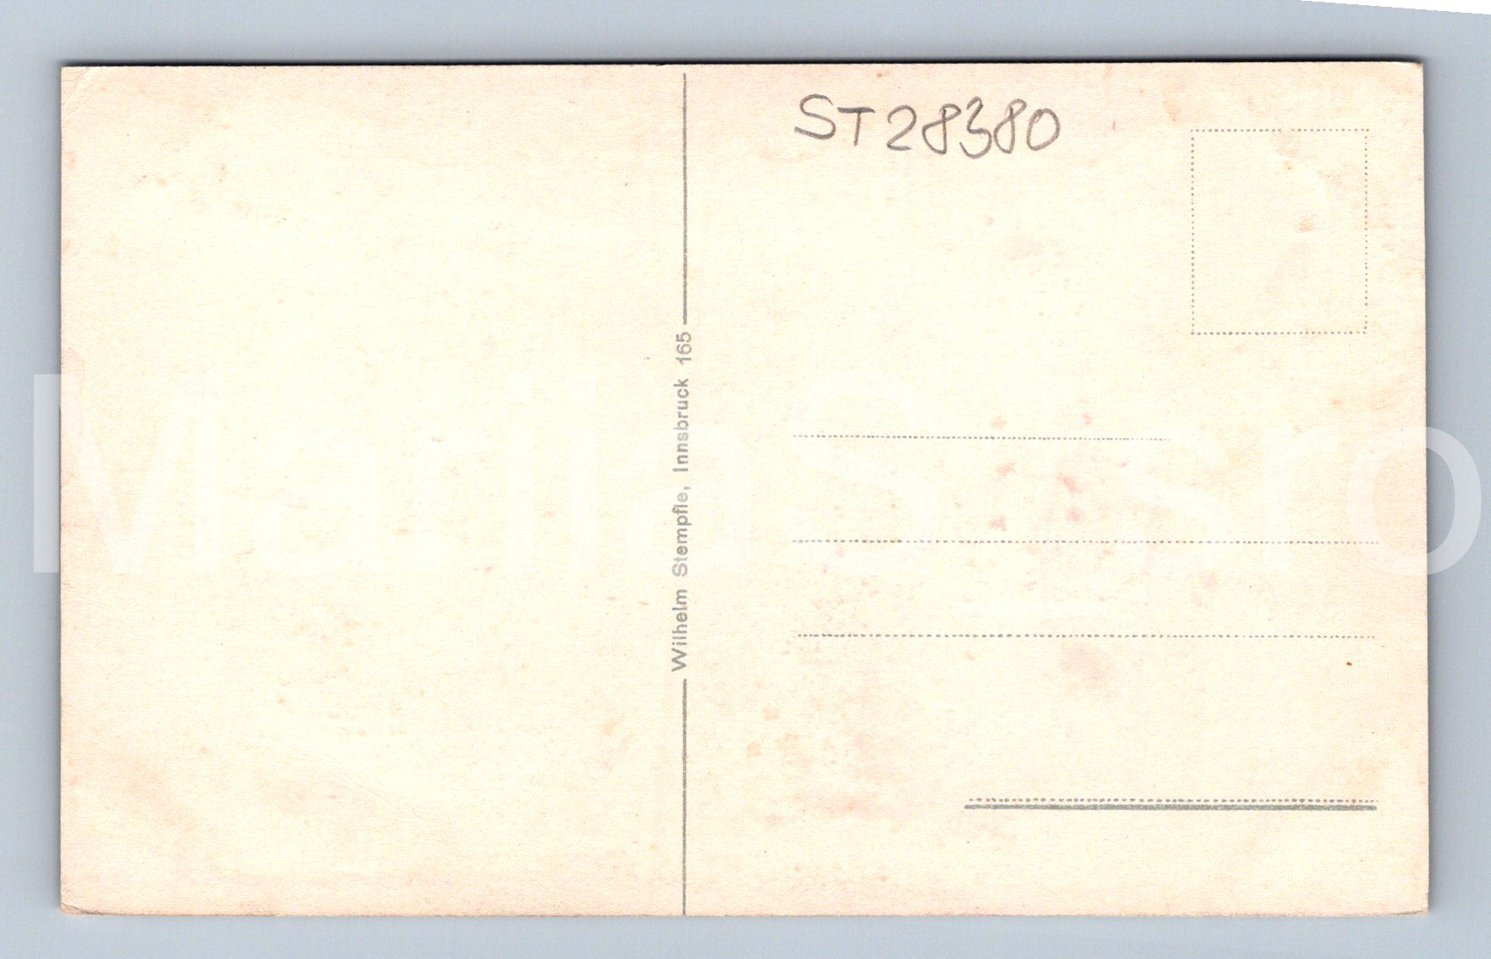 ST28380
Wilhelm Stempfle, Innsbruck 165